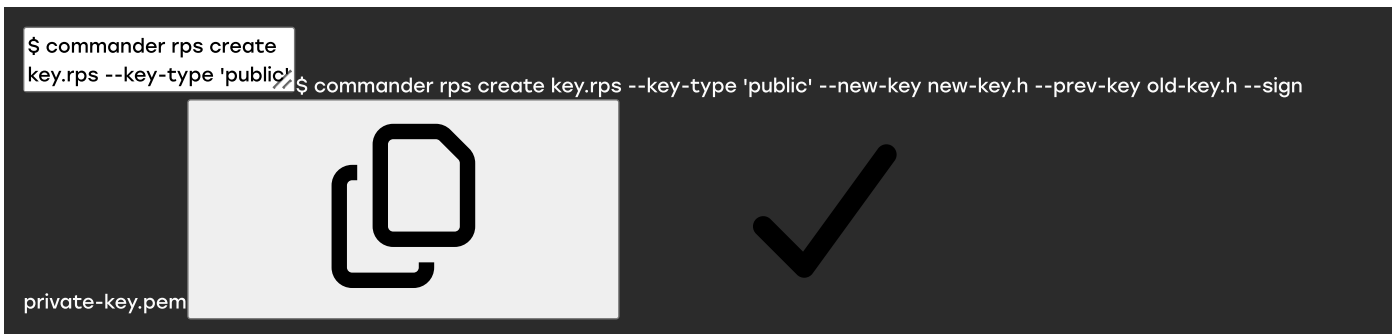 $ commander rps create
key.rps --key-type 'public'
$ commander rps create key.rps --key-type 'public' --new-key new-key.h --prev-key old-key.h --sign
private-key.pem